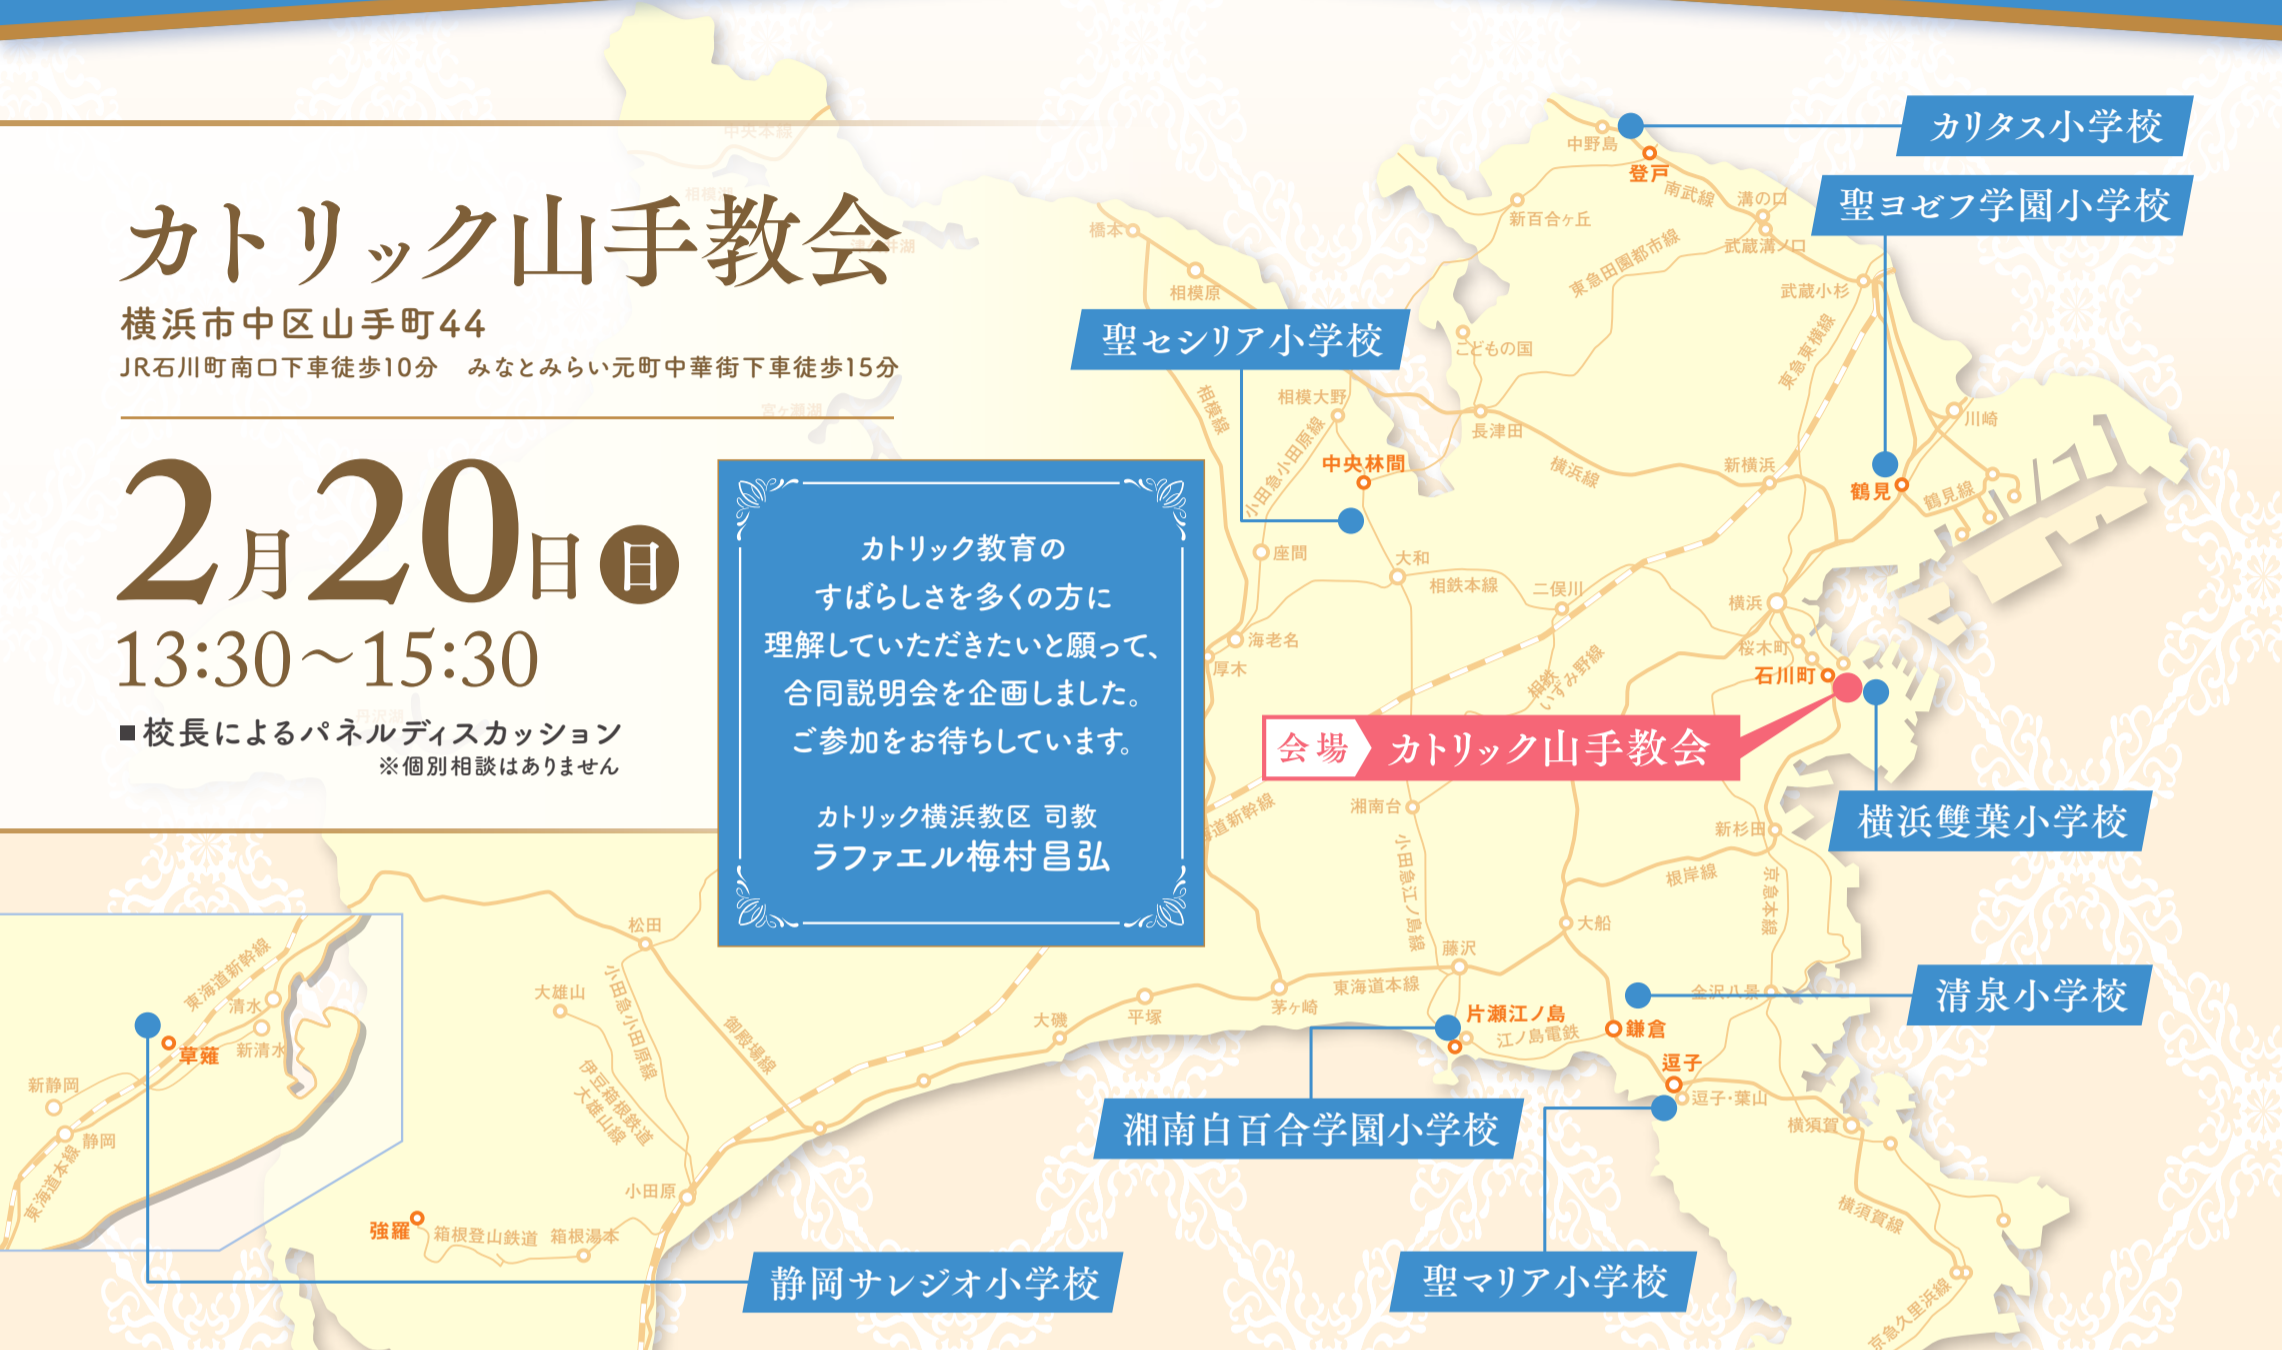 カトリック山手教会
横浜市中区山手町44
JR石川町南口下車徒歩10分　みなとみらい元町中華街下車徒歩15分
2月20日 日
13:30〜15:30
■校長によるパネルディスカッション
※個別相談はありません
カトリック教育の
すばらしさを多くの方に
理解していただきたいと願って、
合同説明会を企画しました。
ご参加をお待ちしています。
カトリック横浜教区 司教
ラファエル梅村昌弘
カリタス小学校
聖ヨゼフ学園小学校
聖セシリア小学校
会場 カトリック山手教会
横浜雙葉小学校
清泉小学校
湘南白百合学園小学校
聖マリア小学校
静岡サレジオ小学校
中央本線
相模湖
宮ヶ瀬湖
丹沢湖
中野島
登戸
南武線
溝の口
武蔵溝ノ口
新百合ヶ丘
東急田園都市線
武蔵小杉
東急東横線
橋本
相模原
こどもの国
相模線
相模大野
小田急小田原線
中央林間
長津田
横浜線
新横浜
川崎
鶴見
鶴見線
座間
大和
相鉄本線
二俣川
横浜
海老名
厚木
相鉄
いずみ野線
桜木町
石川町
湘南台
道新幹線
小田急江ノ島線
新杉田
根岸線
京急本線
大船
藤沢
東海道本線
茅ヶ崎
平塚
大磯
片瀬江ノ島
江ノ島電鉄
鎌倉
金沢八景
逗子
逗子・葉山
横須賀
横須賀線
京急久里浜線
松田
小田急小田原線
大雄山
伊豆箱根鉄道
大雄山線
御殿場線
小田原
強羅
箱根登山鉄道
箱根湯本
東海道新幹線
清水
新清水
草薙
新静岡
静岡
東海道本線